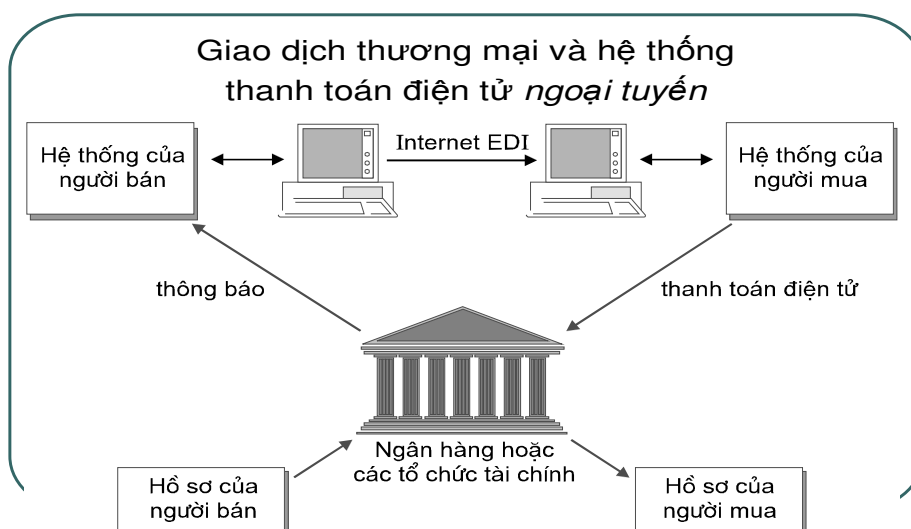 Giao dịch thương mại và hệ thống
thanh toán điện tử ngoại tuyến
Hệ thống của
người bán
Internet EDI
Hệ thống của
người mua
thông báo
thanh toán điện tử
Ngân hàng hoặc
các tổ chức tài chính
Hồ sơ của
người bán
Hồ sơ của
người mua